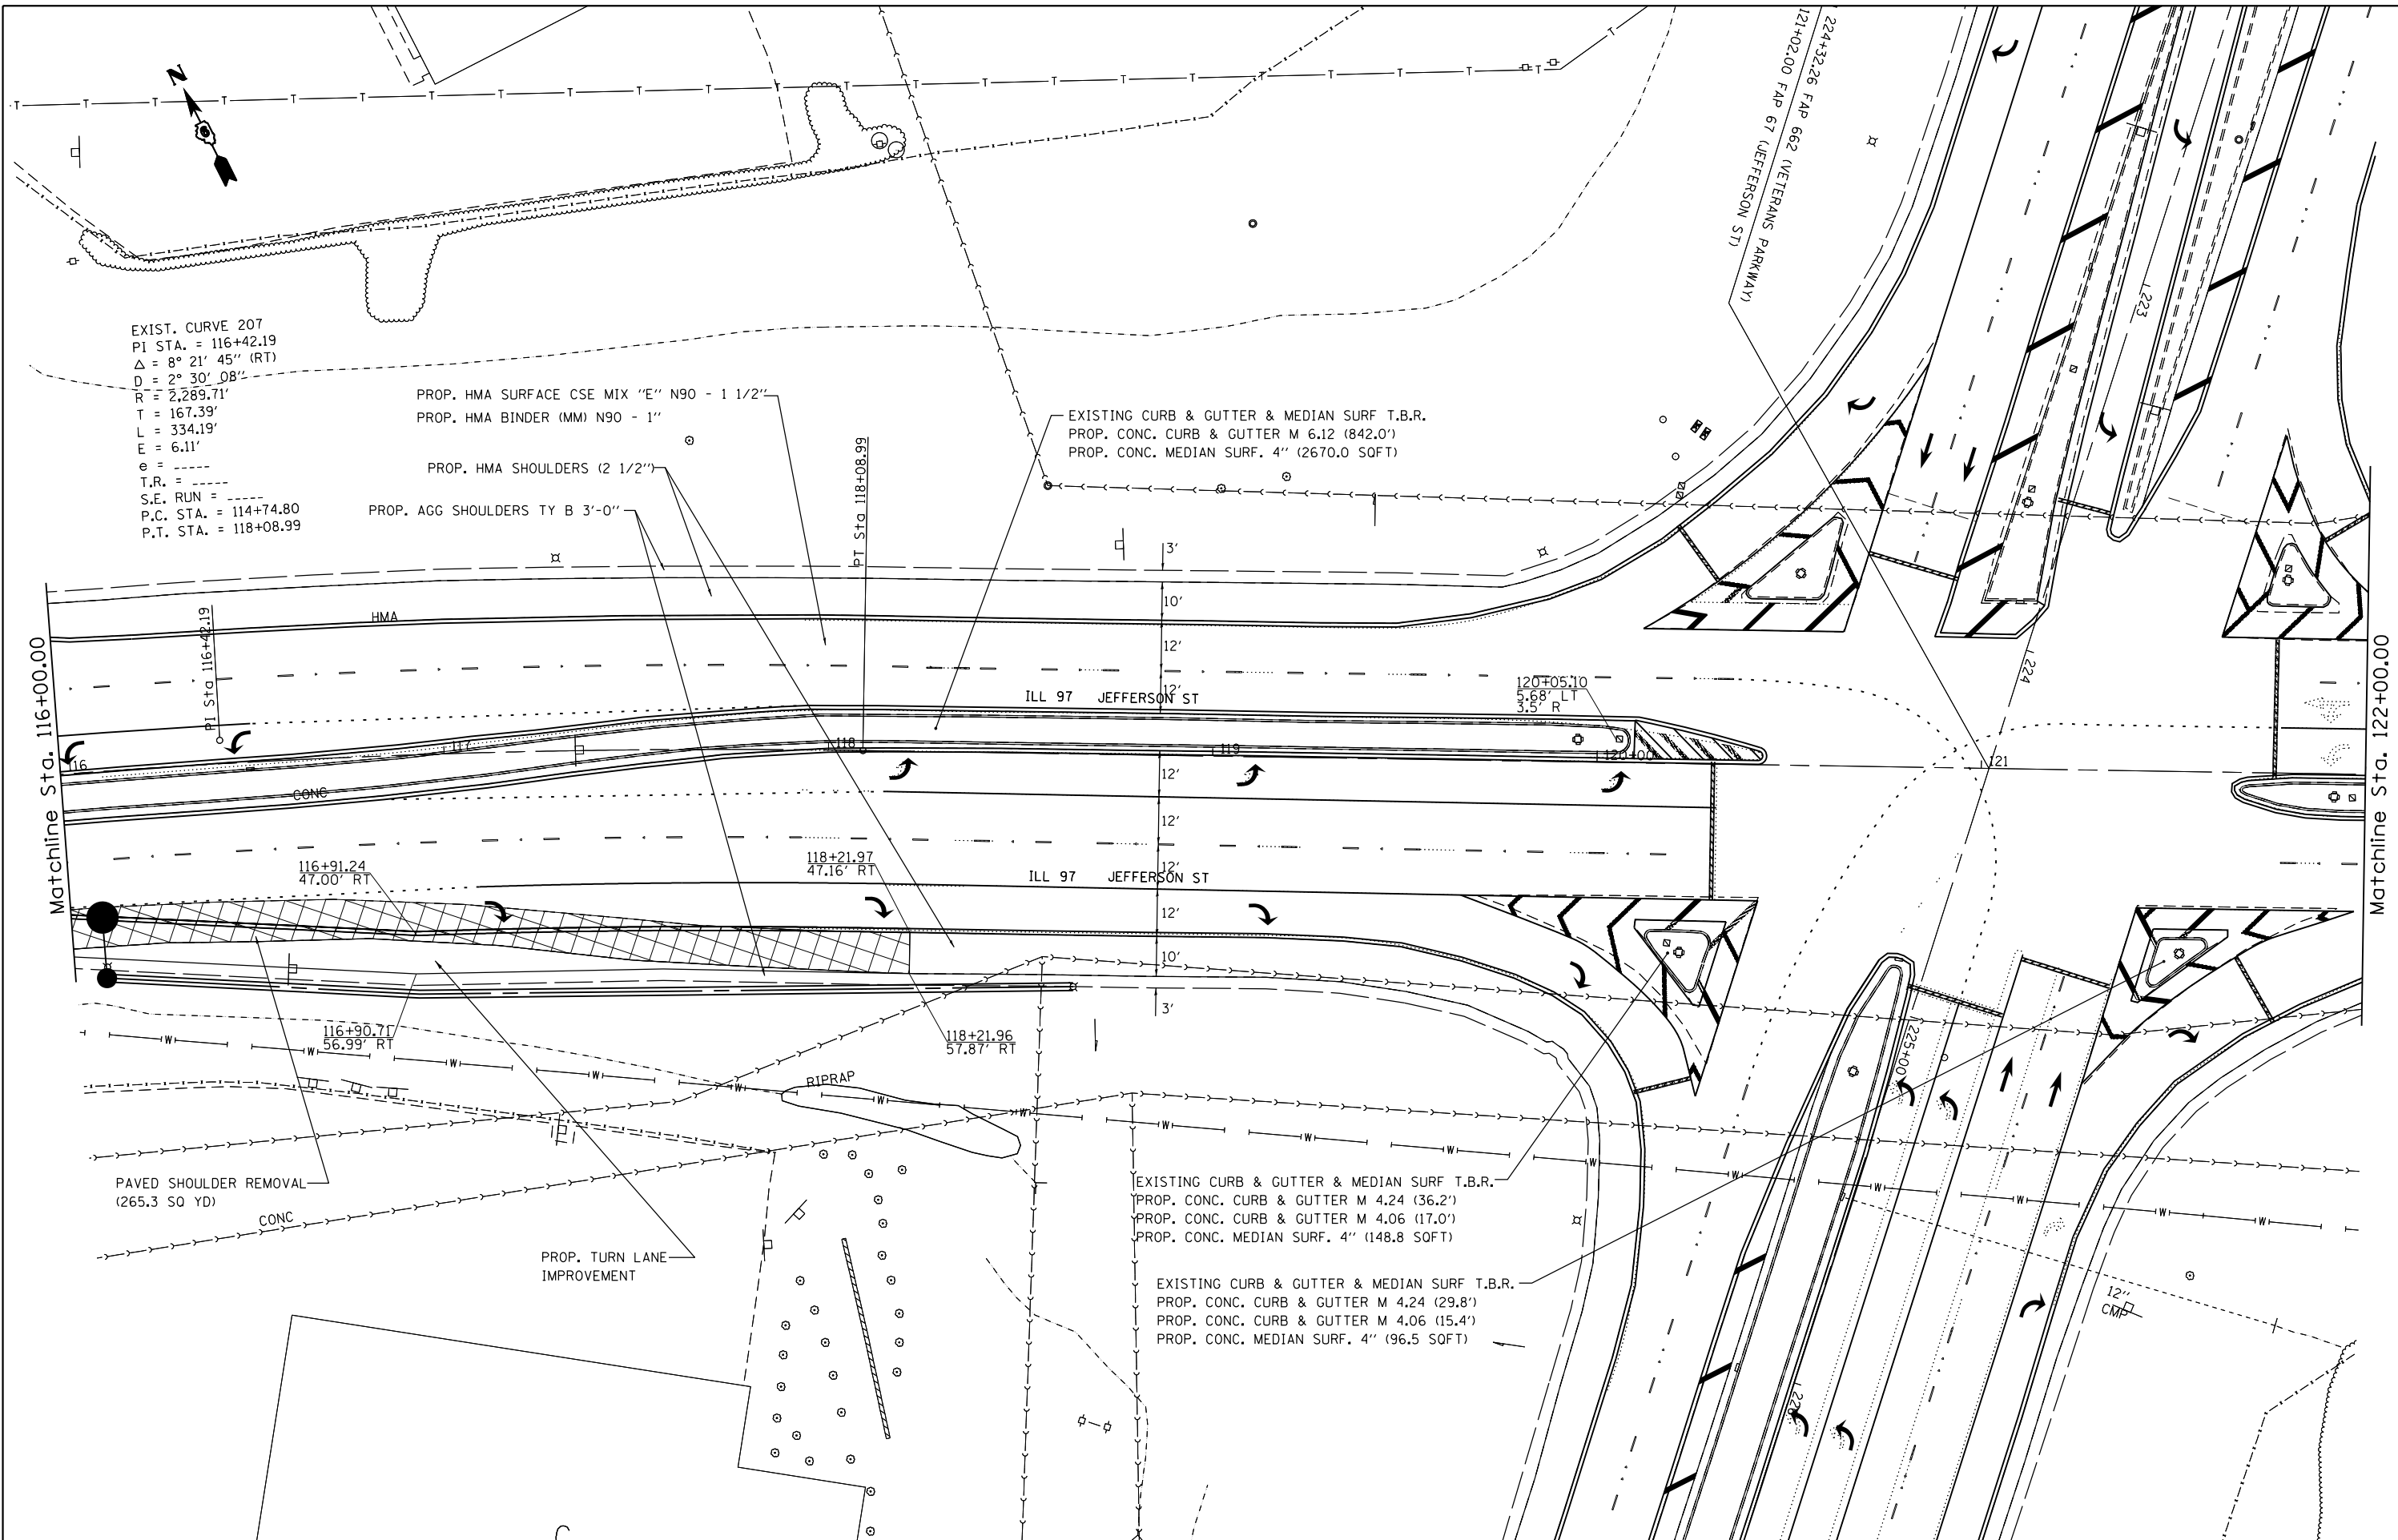 N
6
224+32.26 FAP 662 (VETERANS PARKWAY)
121+02.00 FAP 67 (JEFFERSON ST)
223
EXIST. CURVE 207
PI STA. = 116+42.19
Δ = 8° 21' 45'' (RT)
D = 2° 30' 08''
R = 2,289.71'
T = 167.39'
L = 334.19'
E = 6.11'
e = -----
T.R. = -----
S.E. RUN = -----
P.C. STA. = 114+74.80
P.T. STA. = 118+08.99
PROP. HMA SURFACE CSE MIX "E" N90 - 1 1/2''
PROP. HMA BINDER (MM) N90 - 1''
PROP. HMA SHOULDERS (2 1/2'')
PROP. AGG SHOULDERS TY B 3'-0''
PT Sta 118+08.99
EXISTING CURB & GUTTER & MEDIAN SURF T.B.R.
PROP. CONC. CURB & GUTTER M 6.12 (842.0')
PROP. CONC. MEDIAN SURF. 4'' (2670.0 SQFT)
3'
10'
12'
12'
HMA
PI Sta 116+42.19
Matchline Sta. 116+00.00
Matchline Sta. 122+00.00
224
ILL 97 JEFFERSON ST
120+05.10
5.68' LT
3.5' R
116
117
118
119
120+00
121
CONC
12'
12'
12'
12'
10'
3'
116+91.24
47.00' RT
118+21.97
47.16' RT
ILL 97 JEFFERSON ST
116+90.71
56.99' RT
118+21.96
57.87' RT
225+00
RIPRAP
W W W W W W W W W W W W W W W
T T T T T T T T T T T T T T T T T T T T T T T T
PAVED SHOULDER REMOVAL
(265.3 SQ YD)
CONC
PROP. TURN LANE
IMPROVEMENT
EXISTING CURB & GUTTER & MEDIAN SURF T.B.R.
PROP. CONC. CURB & GUTTER M 4.24 (36.2')
PROP. CONC. CURB & GUTTER M 4.06 (17.0')
PROP. CONC. MEDIAN SURF. 4'' (148.8 SQFT)
EXISTING CURB & GUTTER & MEDIAN SURF T.B.R.
PROP. CONC. CURB & GUTTER M 4.24 (29.8')
PROP. CONC. CURB & GUTTER M 4.06 (15.4')
PROP. CONC. MEDIAN SURF. 4'' (96.5 SQFT)
12''
CMP
226